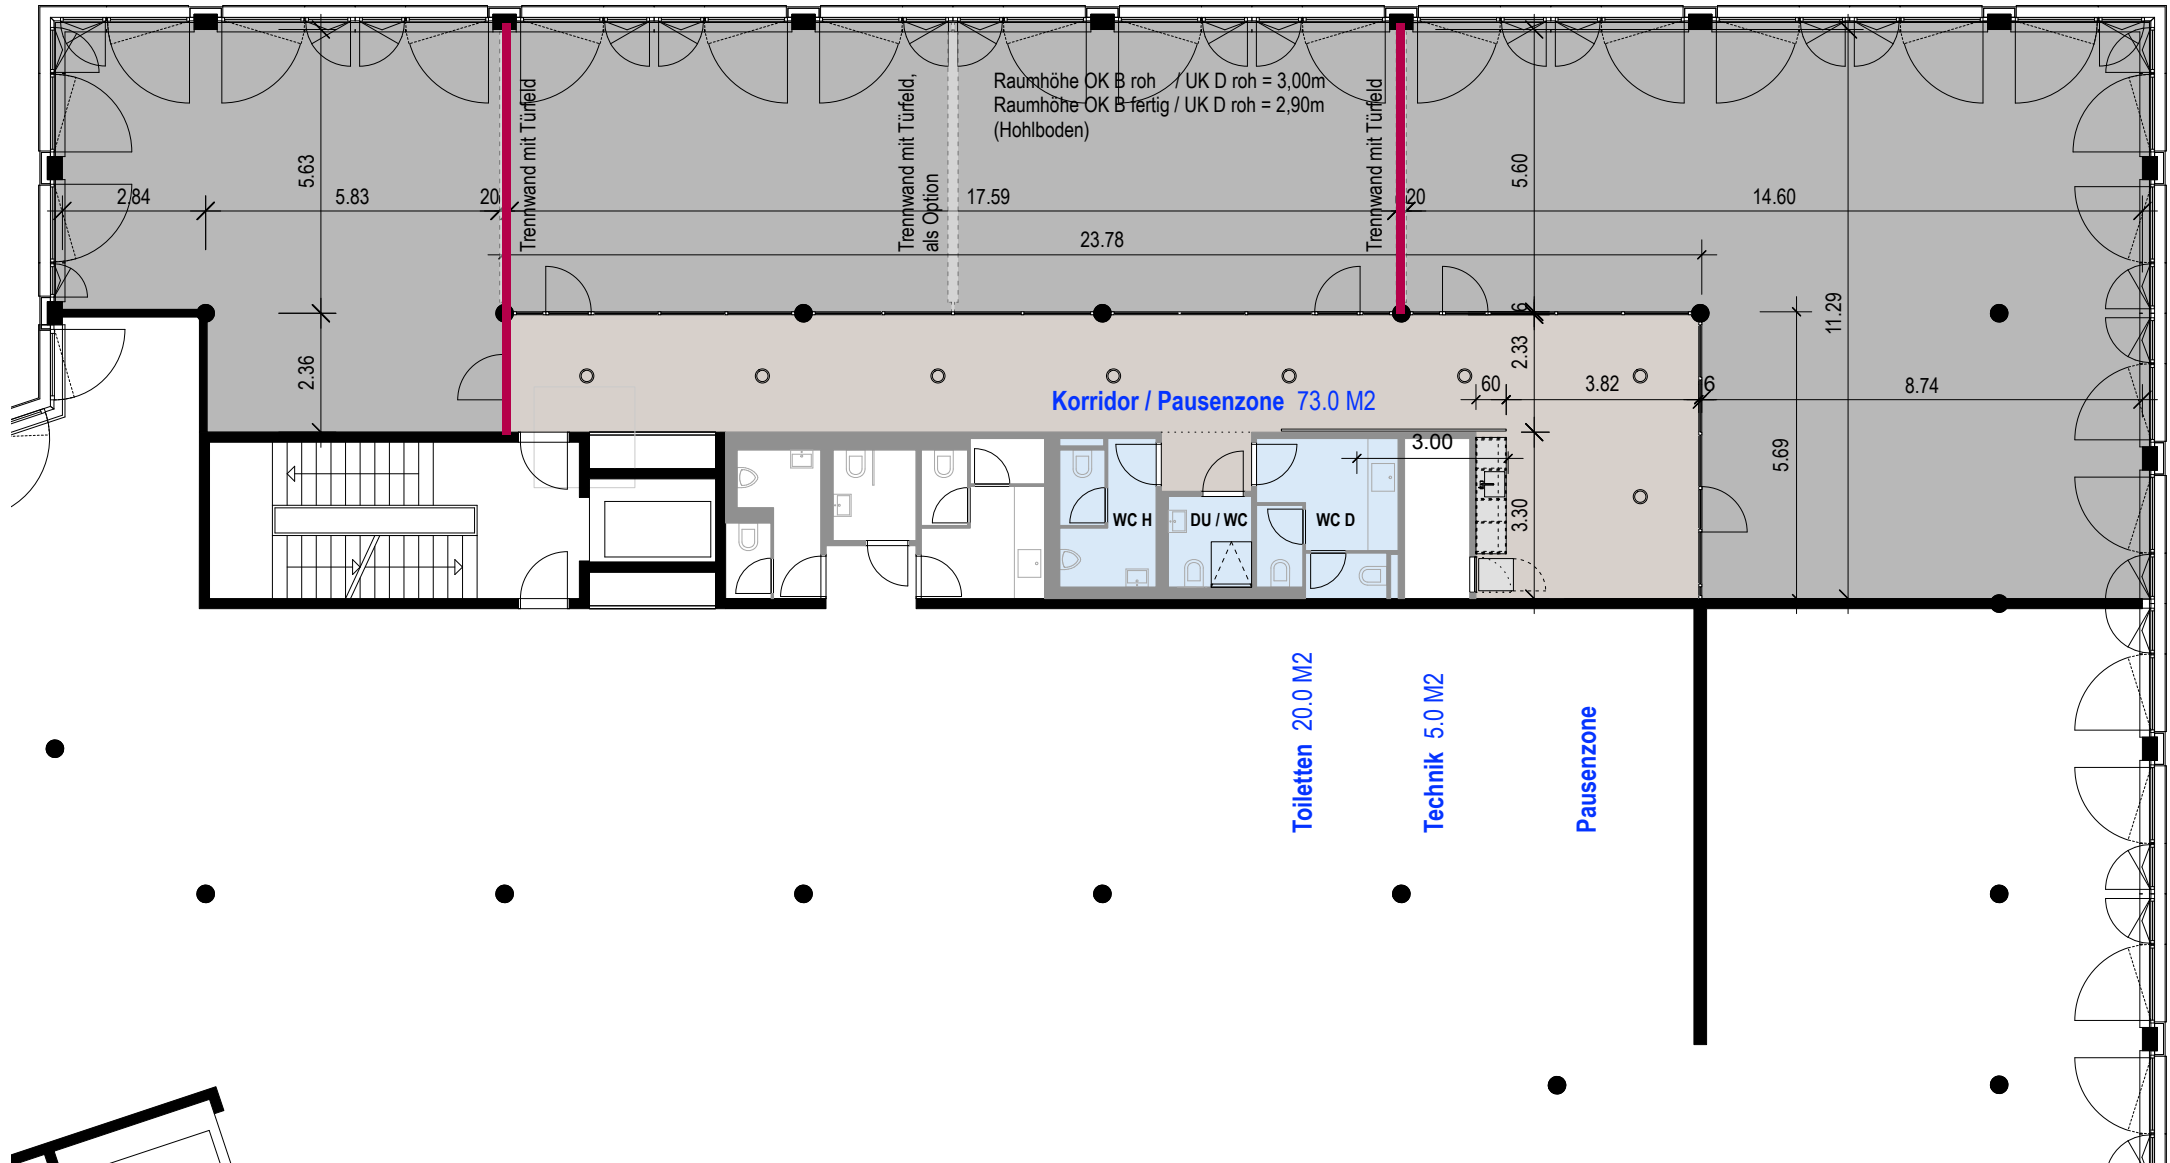 Raumhöhe OK B roh / UK D roh = 3,00m
Raumhöhe OK B fertig / UK D roh = 2,90m
(Hohlboden)
Trennwand mit Türfeld
Trennwand mit Türfeld,
als Option
Trennwand mit Türfeld
5.63
5.60
2.84
5.83
20
17.59
20
14.60
23.78
6
11.29
2.36
2.33
60
3.82
6
8.74
Korridor / Pausenzone 73.0 M2
3.00
5.69
3.30
WC H
DU / WC
WC D
Toiletten 20.0 M2
Technik 5.0 M2
Pausenzone